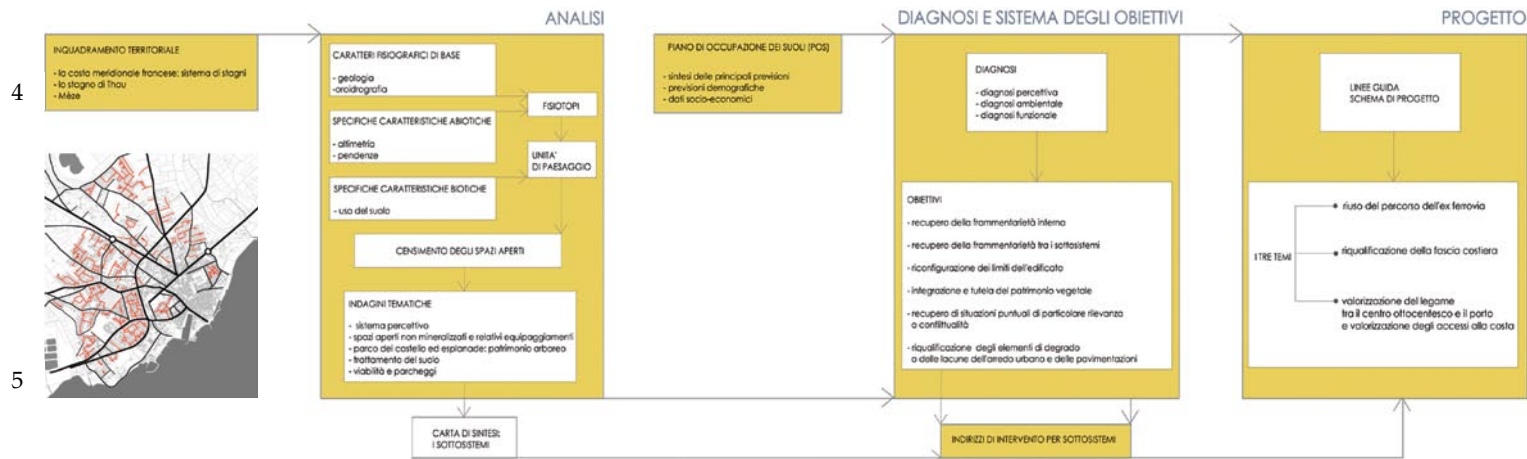 ANALISI
DIAGNOSI E SISTEMA DEGLI OBIETTIVI
PROGETTO
4
INQUADRAMENTO TERRITORIALE
- la costa meridionale francese: sistema di stagni
- lo stagno di Thau
- Mèze
5
CARATTERI FISIOGRAFICI DI BASE
- geologia
-oroidrografia
SPECIFICHE CARATTERISTICHE ABIOTICHE
- altimetria
- pendenze
SPECIFICHE CARATTERISTICHE BIOTICHE
- uso del suolo
FISIOTOPI
UNITA'
DI PAESAGGIO
CENSIMENTO DEGLI SPAZI APERTI
INDAGINI TEMATICHE
- sistema percettivo
- spazi aperti non mineralizzati e relativi equipaggiamenti
- parco del castello ed esplanade: patrimonio arboreo
- trattamento del suolo
- viabilità e parcheggi
CARTA DI SINTESI:
I SOTTOSISTEMI
PIANO DI OCCUPAZIONE DEI SUOLI (POS)
- sintesi delle principali previsioni
- previsioni demografiche
- dati socio-economici
DIAGNOSI
- diagnosi percettiva
- diagnosi ambientale
- diagnosi funzionale
OBIETTIVI
- recupero della frammentarietà interna
- recupero della frammentarietà tra i sottosistemi
- riconfigurazione dei limiti dell'edificato
- integrazione e tutela del patrimonio vegetale
- recupero di situazioni puntuali di particolare rilevanza
o conflittualità
- riqualificazione degli elementi di degrado
o delle lacune dell'arredo urbano e delle pavimentazioni
INDIRIZZI DI INTERVENTO PER SOTTOSISTEMI
LINEE GUIDA
SCHEMA DI PROGETTO
I TRE TEMI
riuso del percorso dell'ex ferrovia
riqualificazione della fascia costiera
valorizzazione del legame
tra il centro ottocentesco e il porto
e valorizzazione degli accessi alla costa